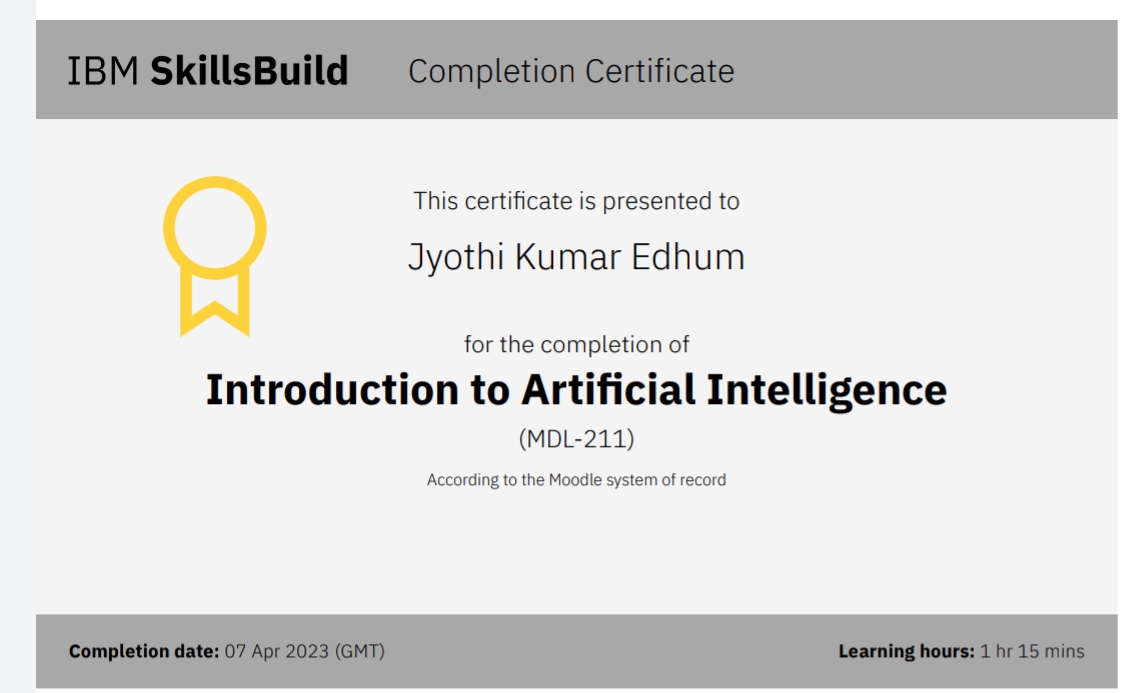 IBM SkillsBuild Completion Certificate
This certificate is presented to
Jyothi Kumar Edhum
for the completion of
Introduction to Artificial Intelligence
(MDL-211)
According to the Moodle system of record
Completion date: 07 Apr 2023 (GMT) Learning hours: 1 hr 15 mins